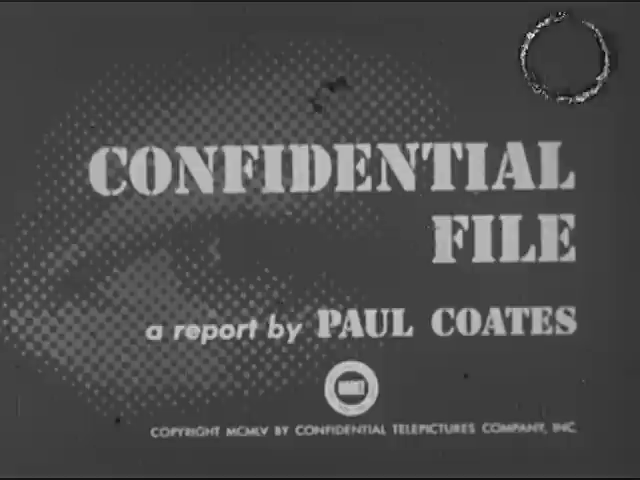 CONFIDENTIAL
FILE
a report by PAUL COATES
COPYRIGHT MCMLV BY CONFIDENTIAL TELEPICTURES COMPANY, INC.